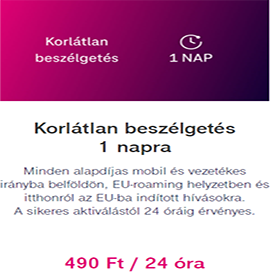 Korlátlan
beszélgetés
1 NAP
Korlátlan beszélgetés
1 napra
Minden alapdíjas mobil és vezetékes
irányba belföldön, EU-roaming helyzetben és
itthonról az EU-ba indított hívásokra.
A sikeres aktiválástól 24 óráig érvényes.
490 Ft / 24 óra